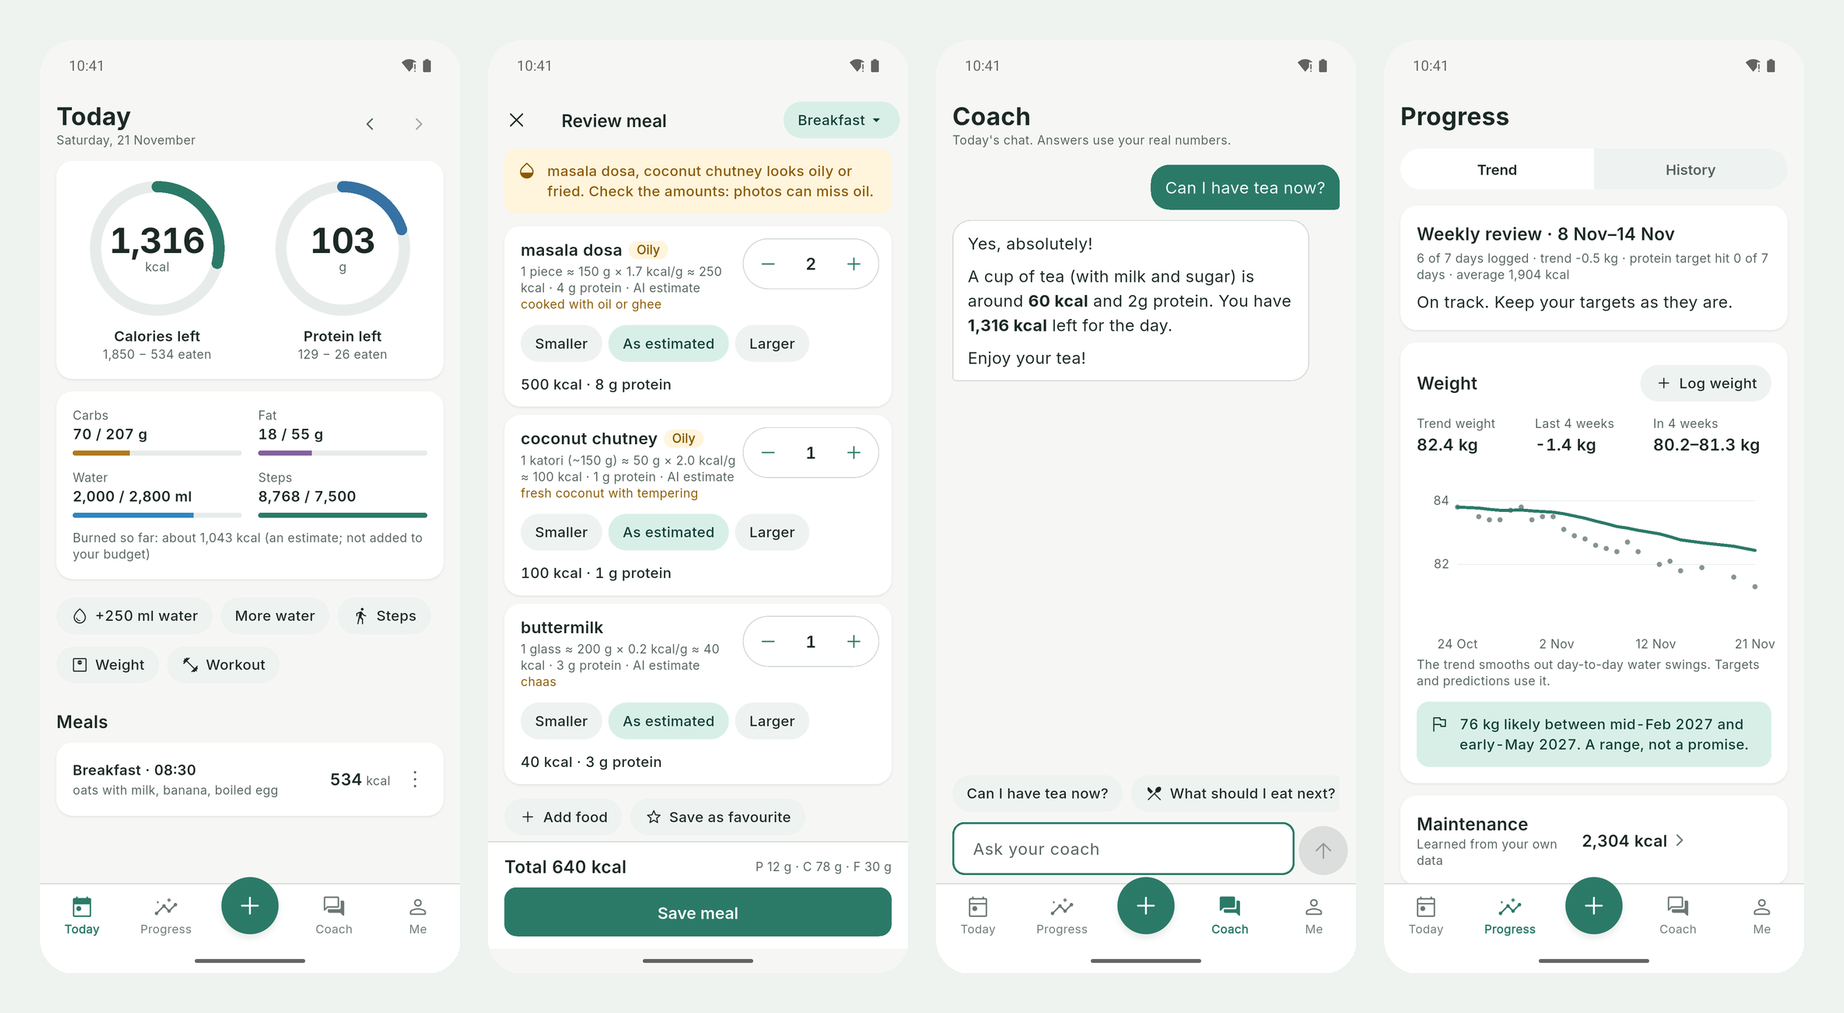 10:41
Today
Saturday, 21 November
1,316
kcal
Calories left
1,850 − 534 eaten
103
g
Protein left
129 − 26 eaten
Carbs
70 / 207 g
Fat
18 / 55 g
Water
2,000 / 2,800 ml
Steps
8,768 / 7,500
Burned so far: about 1,043 kcal (an estimate; not added to
your budget)
+250 ml water
More water
Steps
Weight
Workout
Meals
Breakfast · 08:30
oats with milk, banana, boiled egg
534 kcal
Today
Progress
Coach
Me
10:41
Review meal
Breakfast
masala dosa, coconut chutney looks oily or
fried. Check the amounts: photos can miss oil.
masala dosa Oily
1 piece ≈ 150 g × 1.7 kcal/g ≈ 250
kcal · 4 g protein · AI estimate
cooked with oil or ghee
2
Smaller
As estimated
Larger
500 kcal · 8 g protein
coconut chutney Oily
1 katori (~150 g) ≈ 50 g × 2.0 kcal/g
≈ 100 kcal · 1 g protein · AI estimate
fresh coconut with tempering
1
Smaller
As estimated
Larger
100 kcal · 1 g protein
buttermilk
1 glass ≈ 200 g × 0.2 kcal/g ≈ 40
kcal · 3 g protein · AI estimate
chaas
1
Smaller
As estimated
Larger
40 kcal · 3 g protein
Add food
Save as favourite
Total 640 kcal
P 12 g · C 78 g · F 30 g
Save meal
10:41
Coach
Today's chat. Answers use your real numbers.
Can I have tea now?
Yes, absolutely!
A cup of tea (with milk and sugar) is
around 60 kcal and 2g protein. You have
1,316 kcal left for the day.
Enjoy your tea!
Can I have tea now?
What should I eat next?
Ask your coach
Today
Progress
Coach
Me
10:41
Progress
Trend
History
Weekly review · 8 Nov–14 Nov
6 of 7 days logged · trend -0.5 kg · protein target hit 0 of 7
days · average 1,904 kcal
On track. Keep your targets as they are.
Weight
Log weight
Trend weight
82.4 kg
Last 4 weeks
-1.4 kg
In 4 weeks
80.2–81.3 kg
84
82
24 Oct
2 Nov
12 Nov
21 Nov
The trend smooths out day-to-day water swings. Targets
and predictions use it.
76 kg likely between mid-Feb 2027 and
early-May 2027. A range, not a promise.
Maintenance
Learned from your own
data
2,304 kcal
Today
Progress
Coach
Me